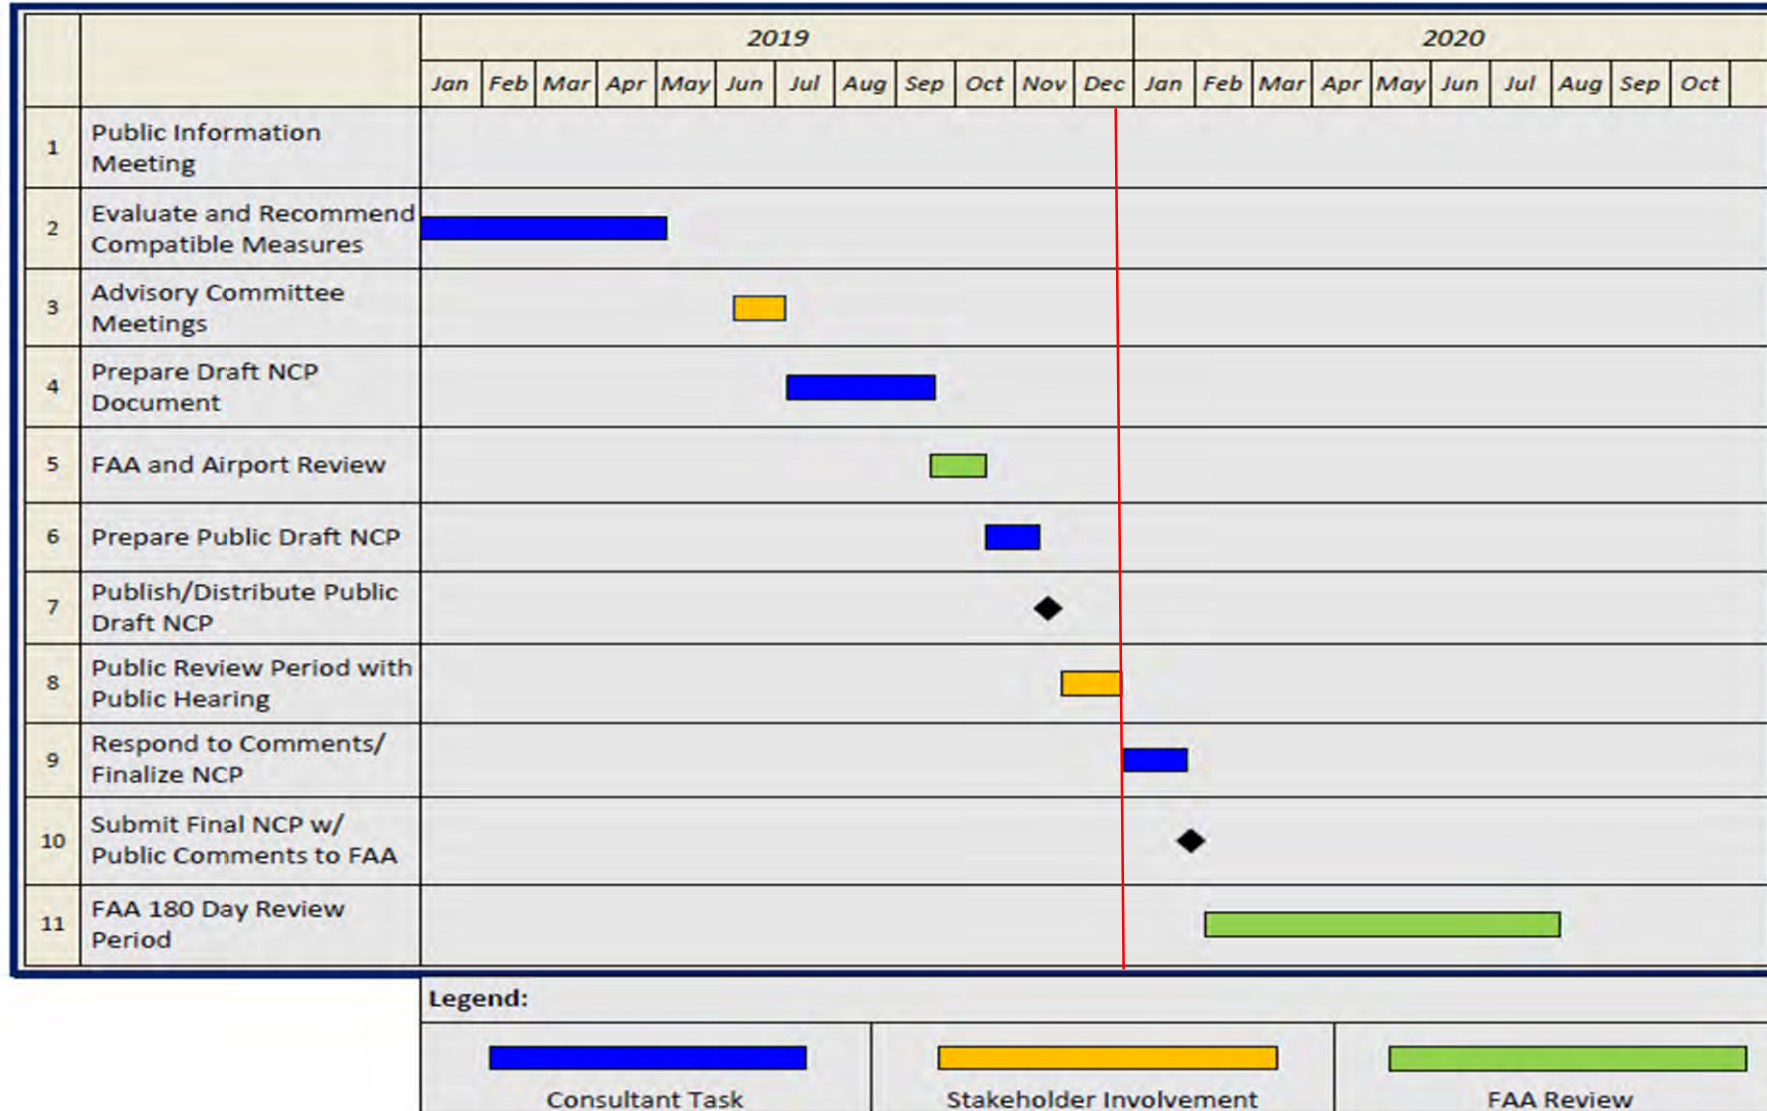 2019 2020
Jan Feb Mar Apr May Jun Jul Aug Sep Oct Nov Dec Jan Feb Mar Apr May Jun Jul Aug Sep Oct
1 Public Information
Meeting
2 Evaluate and Recommend
Compatible Measures
3 Advisory Committee
Meetings
4 Prepare Draft NCP
Document
5 FAA and Airport Review
6 Prepare Public Draft NCP
7 Publish/Distribute Public
Draft NCP
8 Public Review Period with
Public Hearing
9 Respond to Comments/
Finalize NCP
10 Submit Final NCP w/
Public Comments to FAA
11 FAA 180 Day Review
Period
Legend:
Consultant Task Stakeholder Involvement FAA Review